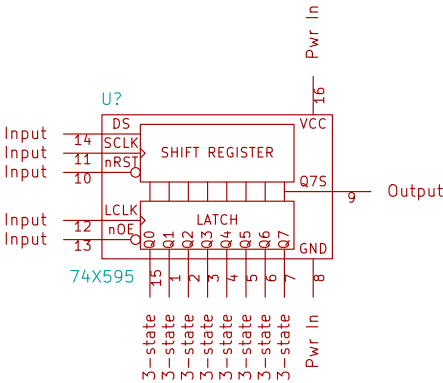 Pwr In
16
U?
VCC
DS
Input
14
SCLK
SHIFT REGISTER
Input
11
nRST
Input
10
Q7S
Output
9
LCLK
LATCH
Input
12
nOE
Input
13
Q0 Q1 Q2 Q3 Q4 Q5 Q6 Q7
GND
74X595
15 1 2 3 4 5 6 7 8
3-state 3-state 3-state 3-state 3-state 3-state 3-state 3-state Pwr In